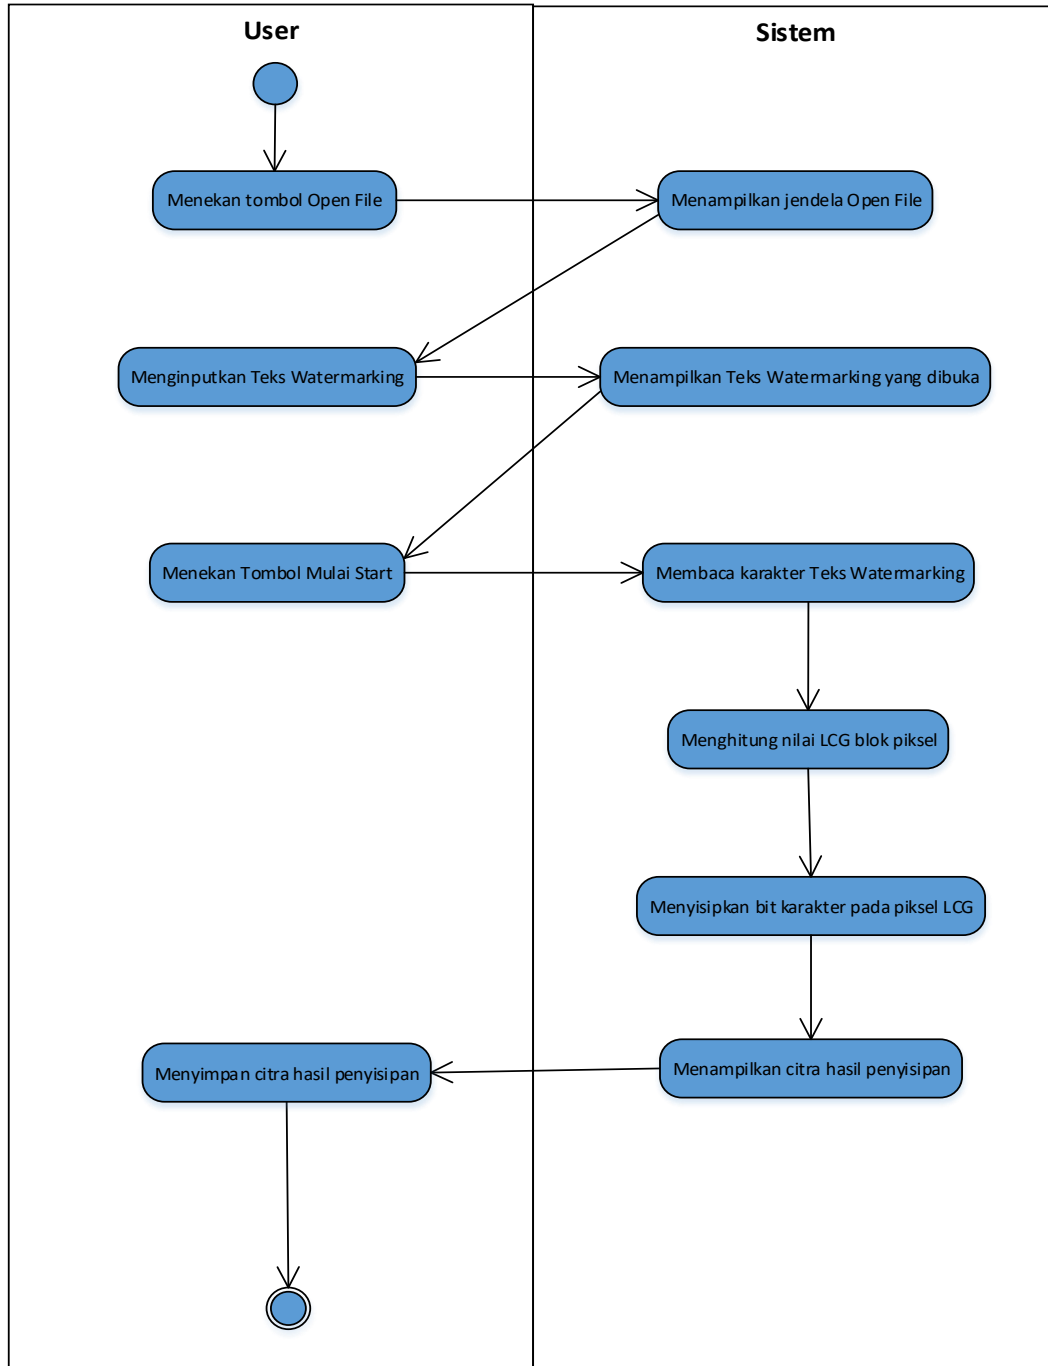 User
Sistem
Menekan tombol Open File
Menampilkan jendela Open File
Menginputkan Teks Watermarking
Menampilkan Teks Watermarking yang dibuka
Menekan Tombol Mulai Start
Membaca karakter Teks Watermarking
Menghitung nilai LCG blok piksel
Menyisipkan bit karakter pada piksel LCG
Menampilkan citra hasil penyisipan
Menyimpan citra hasil penyisipan